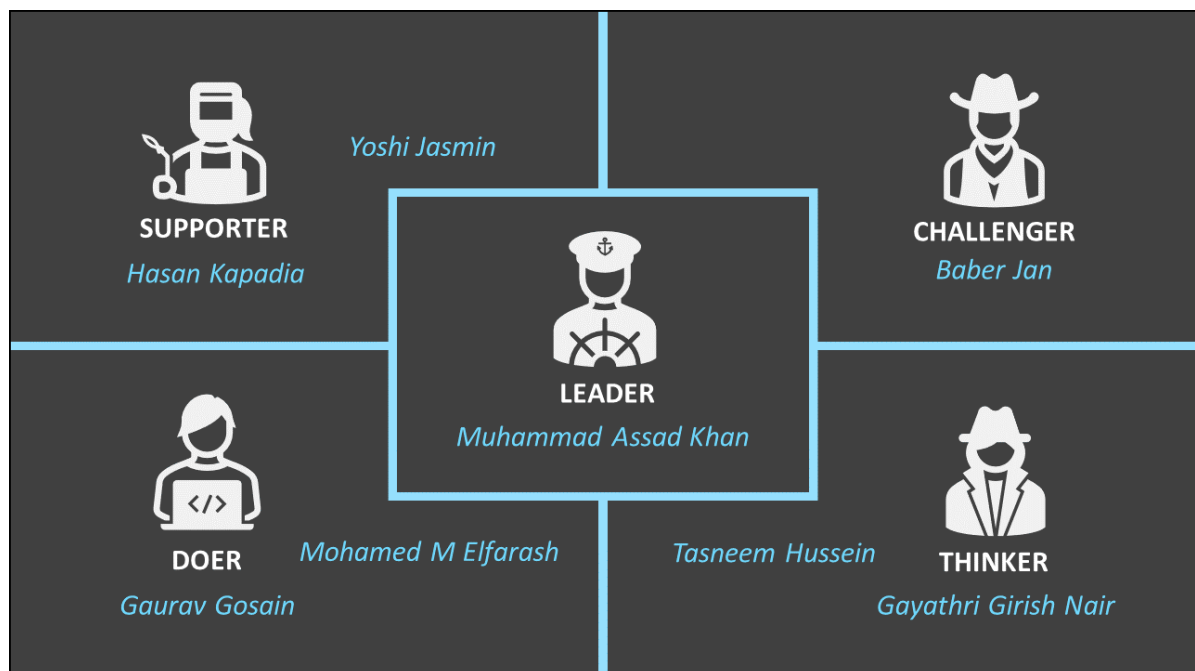 Yoshi Jasmin
SUPPORTER
Hasan Kapadia
CHALLENGER
Baber Jan
LEADER
Muhammad Assad Khan
</>
DOER
Mohamed M Elfarash
Gaurav Gosain
Tasneem Hussein
THINKER
Gayathri Girish Nair